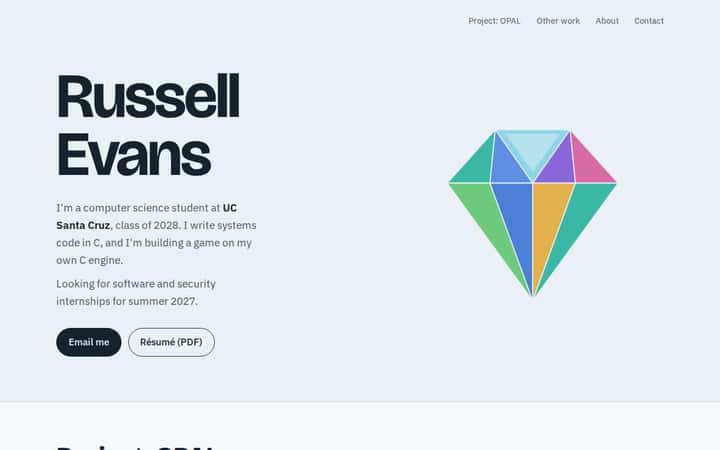 Project: OPAL Other work About Contact
Russell
Evans
I'm a computer science student at UC
Santa Cruz, class of 2028. I write systems
code in C, and I'm building a game on my
own C engine.
Looking for software and security
internships for summer 2027.
Email me Résumé (PDF)
Project: OPAL